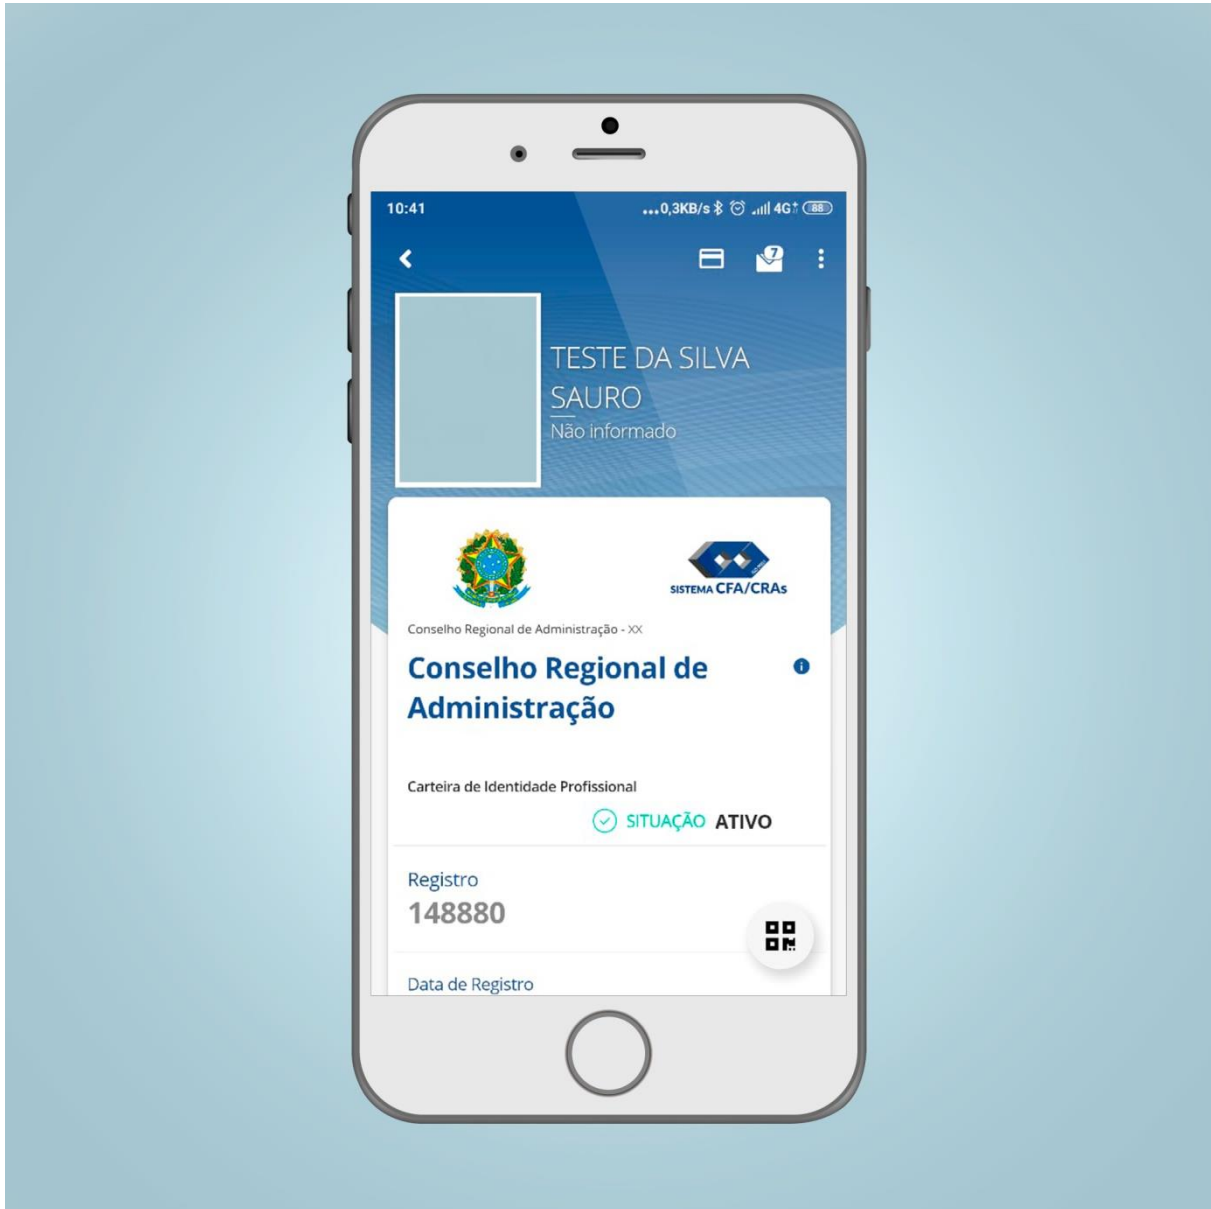 10:41
...0,3KB/s 4G+ 88
7
TESTE DA SILVA
SAURO
Não informado
SISTEMA CFA/CRAs
Conselho Regional de Administração - XX
Conselho Regional de
Administração
Carteira de Identidade Profissional
SITUAÇÃO ATIVO
Registro
148880
Data de Registro